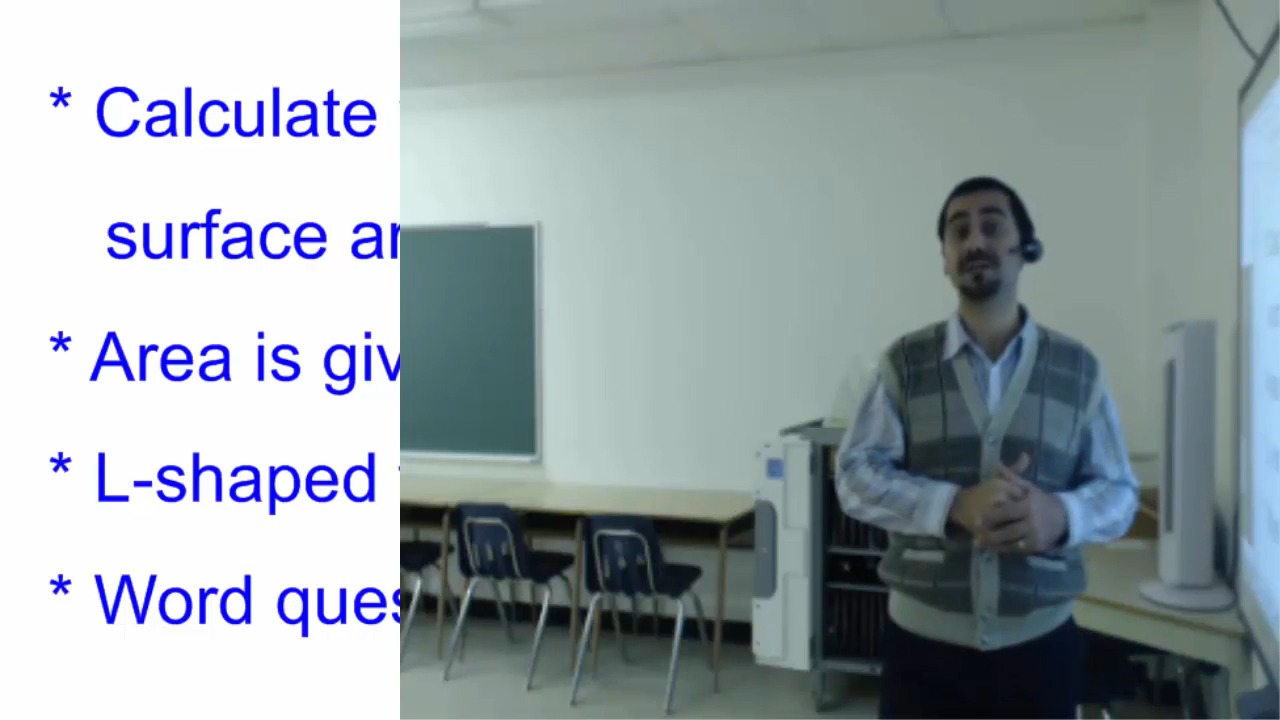 * Calculate
surface ar
* Area is giv
* L-shaped
* Word ques